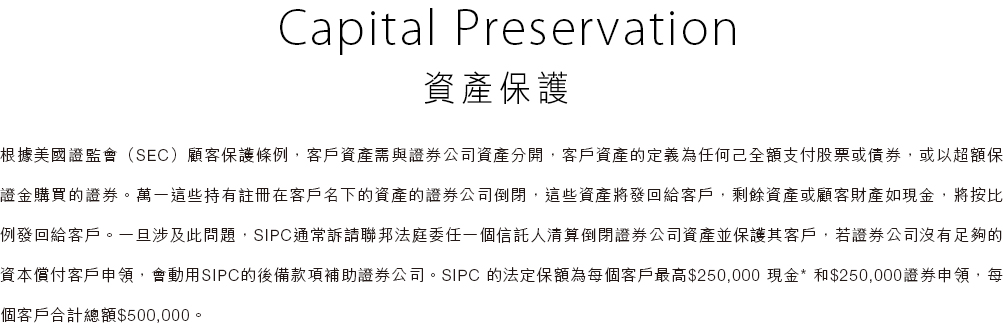 Capital Preservation
資產保護
根據美國證監會（SEC）顧客保護條例，客戶資產需與證券公司資產分開，客戶資產的定義為任何己全額支付股票或債券，或以超額保
證金購買的證券。萬一這些持有註冊在客戶名下的資產的證券公司倒閉，這些資產將發回給客戶，剩餘資產或顧客財產如現金，將按比
例發回給客戶。一旦涉及此問題，SIPC通常訴請聯邦法庭委任一個信託人清算倒閉證券公司資產並保護其客戶，若證券公司沒有足夠的
資本償付客戶申領，會動用SIPC的後備款項補助證券公司。SIPC 的法定保額為每個客戶最高$250,000 現金* 和$250,000證券申領，每
個客戶合計總額$500,000。